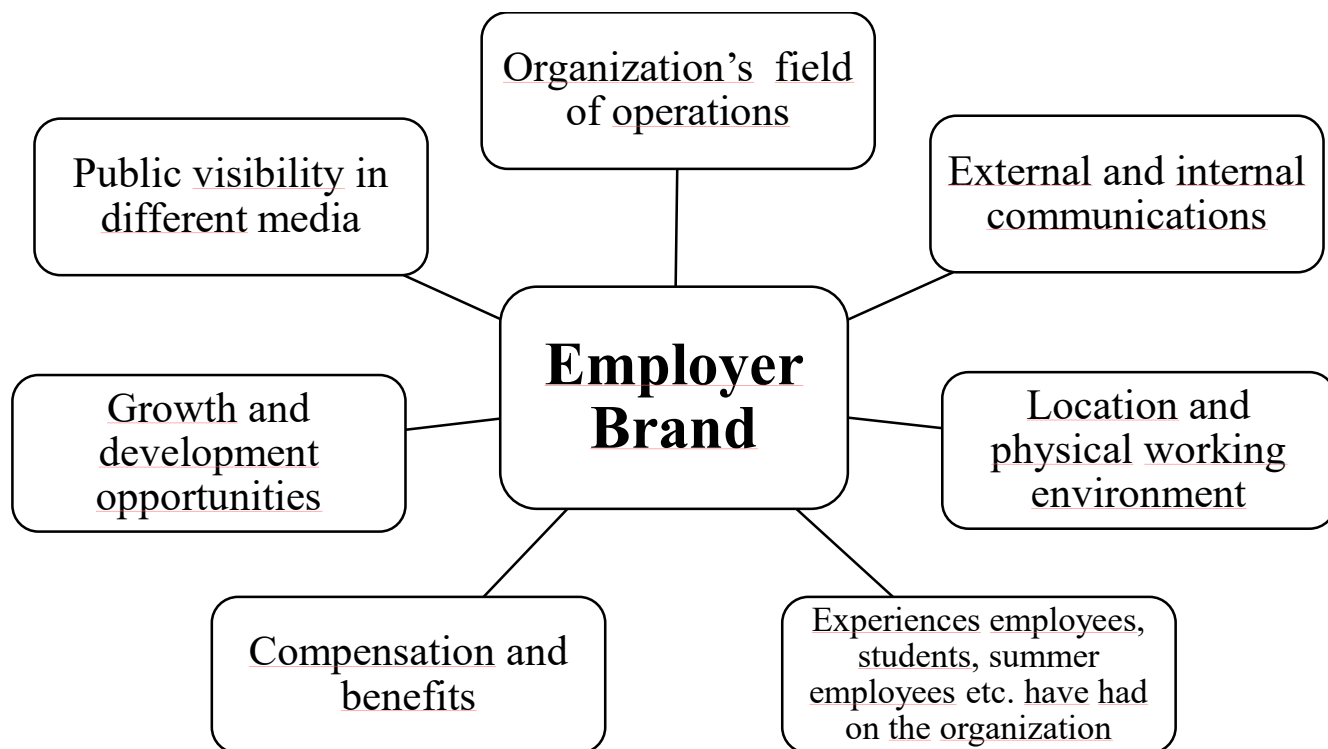 Organization’s  field
of operations
Public visibility in
different media
External and internal
communications
Employer
Brand
Growth and
development
opportunities
Location and
physical working
environment
Compensation and
benefits
Experiences employees,
students, summer
employees etc. have had
on the organization